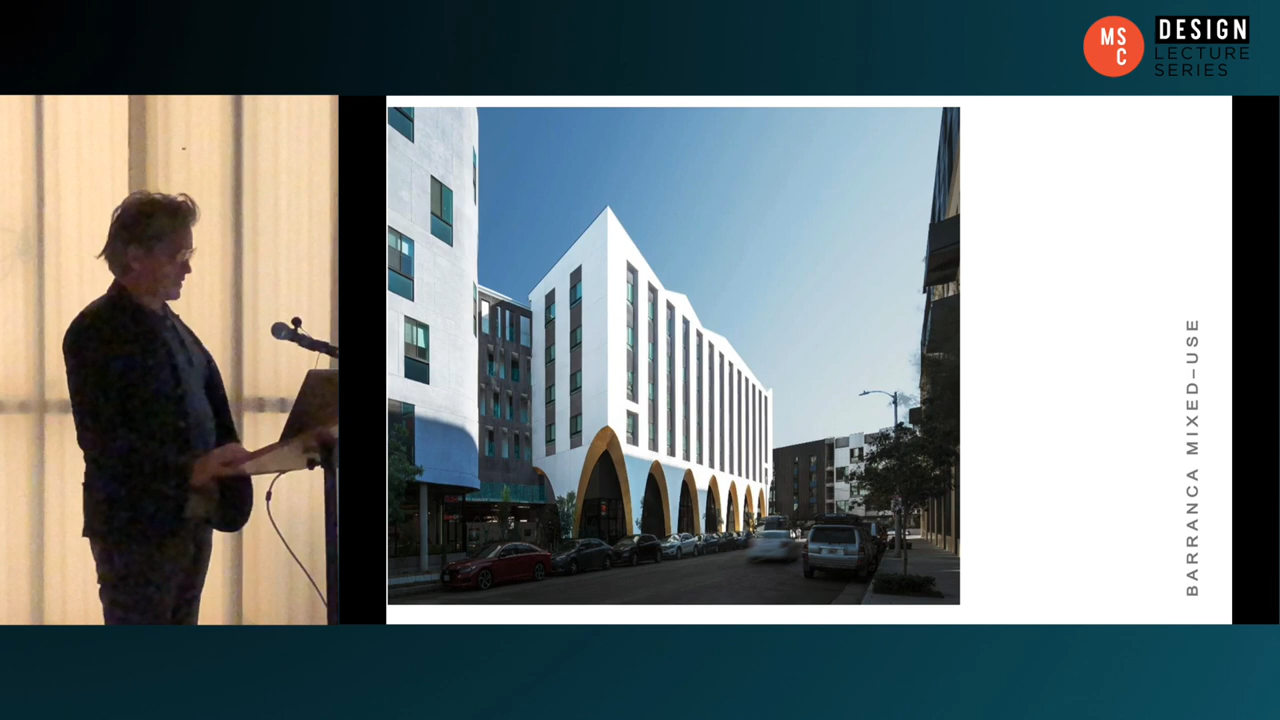 MS
C
DESIGN
LECTURE
SERIES
BARRANCA MIXED–USE